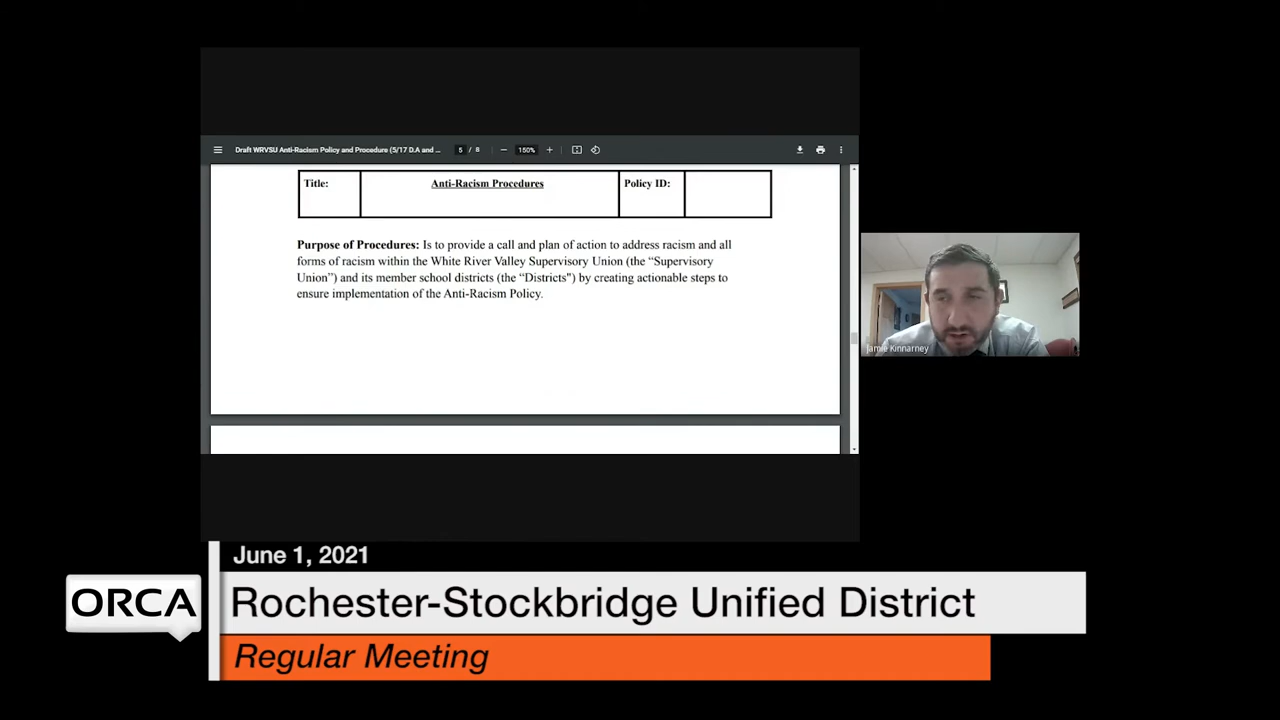 Draft WRVSU Anti-Racism Policy and Procedure (5/17 D.A and ...
5 / 8
150%
Title:
Anti-Racism Procedures
Policy ID:
Purpose of Procedures: Is to provide a call and plan of action to address racism and all
forms of racism within the White River Valley Supervisory Union (the “Supervisory
Union”) and its member school districts (the “Districts") by creating actionable steps to
ensure implementation of the Anti-Racism Policy.
Jamie Kinnarney
June 1, 2021
ORCA
Rochester-Stockbridge Unified District
Regular Meeting